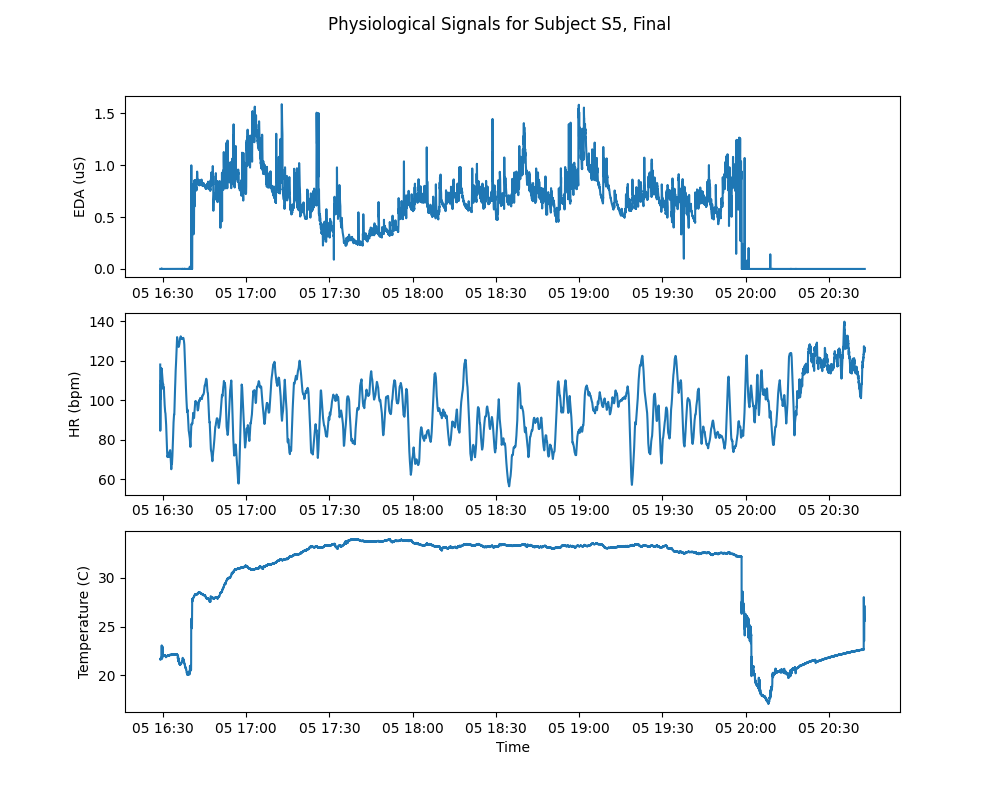 Physiological Signals for Subject S5, Final
EDA (uS)
1.5
1.0
0.5
0.0
05 16:30 05 17:00 05 17:30 05 18:00 05 18:30 05 19:00 05 19:30 05 20:00 05 20:30
HR (bpm)
140
120
100
80
60
05 16:30 05 17:00 05 17:30 05 18:00 05 18:30 05 19:00 05 19:30 05 20:00 05 20:30
Temperature (C)
30
25
20
05 16:30 05 17:00 05 17:30 05 18:00 05 18:30 05 19:00 05 19:30 05 20:00 05 20:30
Time